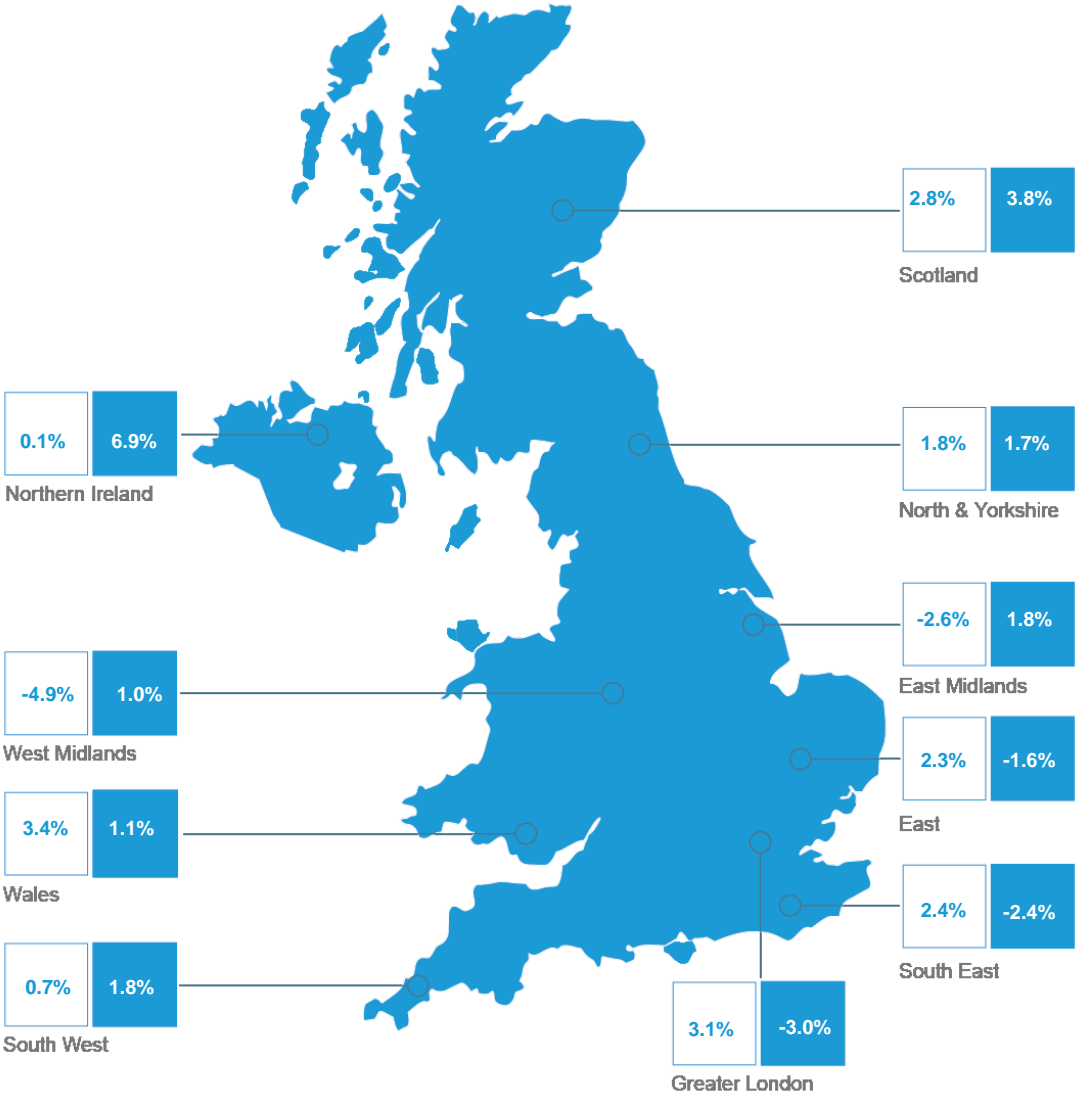 2.8% 3.8%
Scotland
0.1% 6.9%
Northern Ireland
1.8% 1.7%
North & Yorkshire
-2.6% 1.8%
East Midlands
-4.9% 1.0%
West Midlands
2.3% -1.6%
East
3.4% 1.1%
Wales
2.4% -2.4%
South East
0.7% 1.8%
South West
3.1% -3.0%
Greater London